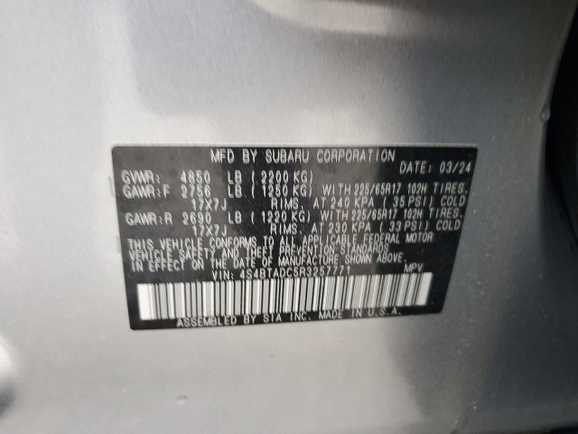 MFD BY SUBARU CORPORATION
DATE: 03/24
GVWR: 4850 LB (2200 KG)
GAWR:F 2756 LB (1250 KG) WITH 225/65R17 102H TIRES,
17X7J RIMS, AT 240 KPA (35 PSI) COLD
GAWR:R 2690 LB (1220 KG) WITH 225/65R17 102H TIRES,
17X7J RIMS, AT 230 KPA (33 PSI) COLD
THIS VEHICLE CONFORMS TO ALL APPLICABLE FEDERAL MOTOR
VEHICLE SAFETY AND THEFT PREVENTION STANDARDS
IN EFFECT ON THE DATE OF MANUFACTURE SHOWN ABOVE.
VIN: 4S4BTADC5R3257771 MPV
ASSEMBLED BY SIA INC. IN U.S.A.